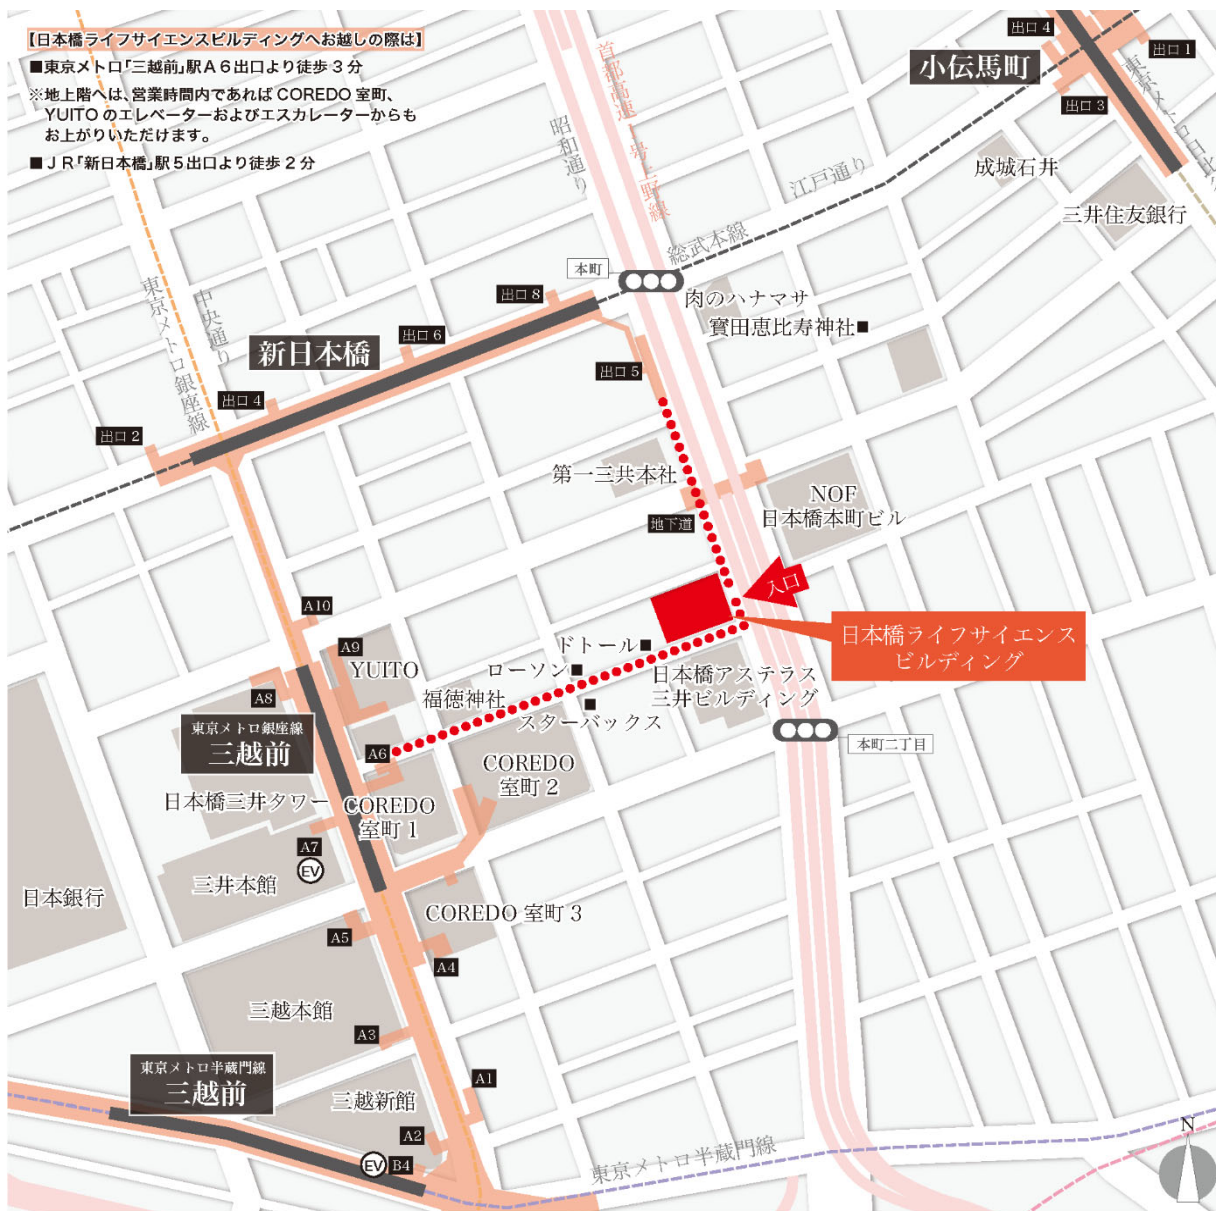 【日本橋ライフサイエンスビルディングへお越しの際は】
■東京メトロ「三越前」駅A6出口より徒歩3分
※地上階へは、営業時間内であればCOREDO室町、
YUITOのエレベーターおよびエスカレーターからも
お上がりいただけます。
■JR「新日本橋」駅5出口より徒歩2分
出口 4
出口 1
小伝馬町
出口 3
首都高速一号上野線
昭和通り
江戸通り
成城石井
三井住友銀行
総武本線
本町
肉のハナマサ
寳田恵比寿神社■
東京メトロ銀座線
中央通り
出口 8
出口 6
新日本橋
出口 5
出口 4
出口 2
第一三共本社
NOF
日本橋本町ビル
地下道
入口
日本橋ライフサイエンス
ビルディング
A10
A9
YUITO
ドトール■
ローソン■
福徳神社
■
スターバックス
日本橋アステラス
三井ビルディング
A8
東京メトロ銀座線
三越前
A6
本町二丁目
日本橋三井タワー
COREDO
室町 1
COREDO
室町 2
A7
EV
三井本館
日本銀行
COREDO 室町 3
A5
A4
三越本館
A3
東京メトロ半蔵門線
三越前
A1
三越新館
A2
EV
B4
東京メトロ半蔵門線
N